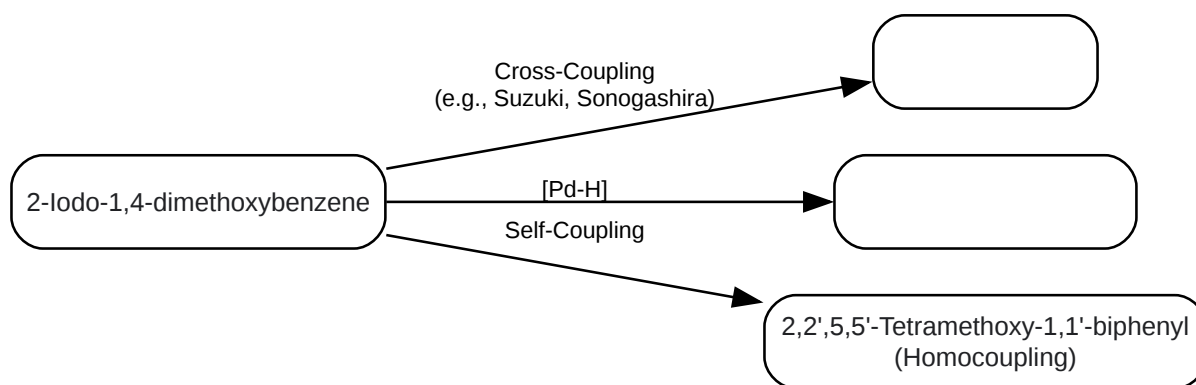 Cross-Coupling
(e.g., Suzuki, Sonogashira)
2-Iodo-1,4-dimethoxybenzene
[Pd-H]
Self-Coupling
2,2',5,5'-Tetramethoxy-1,1'-biphenyl
(Homocoupling)